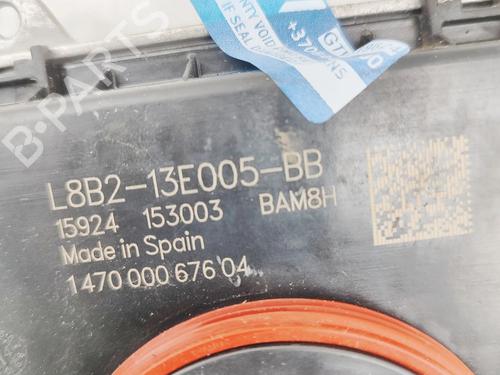 B-PARTS
L8B2-13E005-BB
15924 153003 BAM8H
Made in Spain
1 470 000 676 04